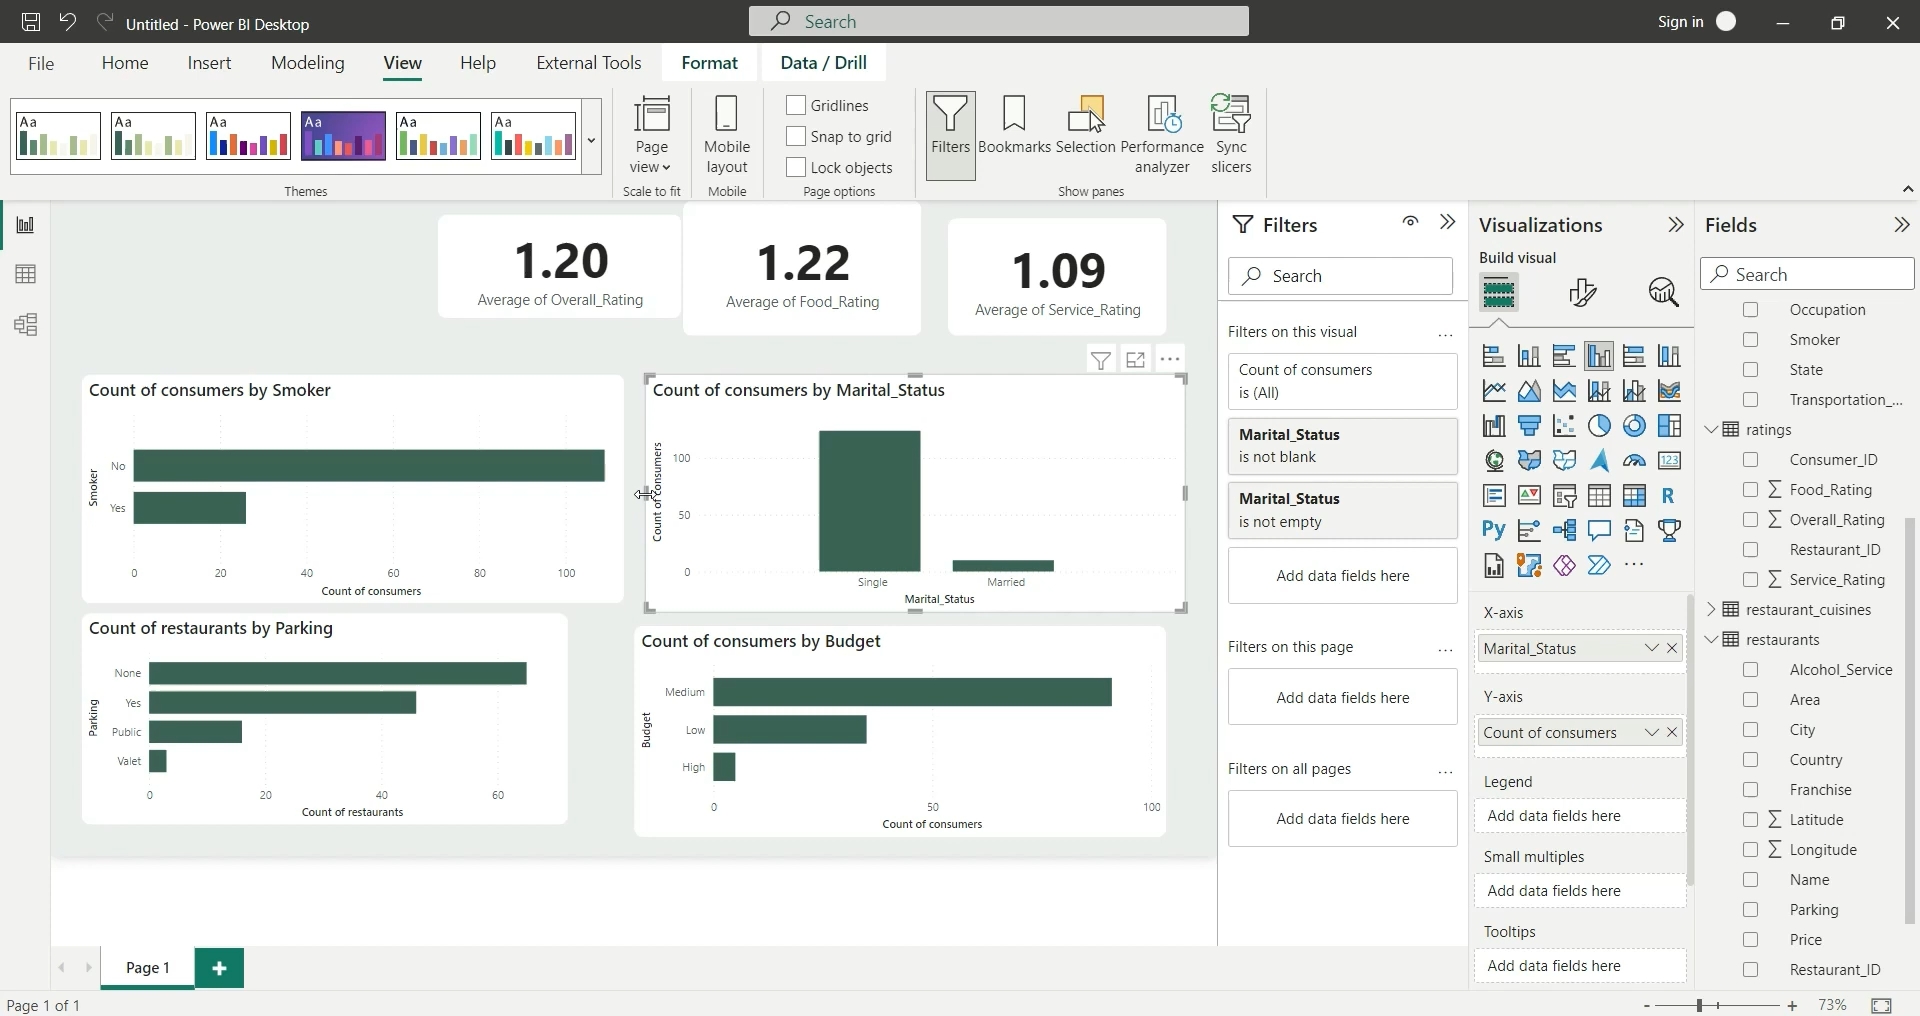 Untitled - Power BI Desktop
Search
Sign in
File
Home
Insert
Modeling
View
Help
External Tools
Format
Data / Drill
Aa
Aa
Aa
Aa
Aa
Aa
Themes
Page
view
Scale to fit
Mobile
layout
Mobile
Gridlines
Snap to grid
Lock objects
Page options
Filters
Bookmarks
Selection
Performance
analyzer
Sync
slicers
Show panes
1.20
Average of Overall_Rating
1.22
Average of Food_Rating
1.09
Average of Service_Rating
Count of consumers by Smoker
Smoker
No
Yes
0
20
40
60
80
100
Count of consumers
Count of consumers by Marital_Status
Count of consumers
100
50
0
Single
Married
Marital_Status
Count of restaurants by Parking
Parking
None
Yes
Public
Valet
0
20
40
60
Count of restaurants
Count of consumers by Budget
Budget
Medium
Low
High
0
50
100
Count of consumers
Filters
Search
Filters on this visual
...
Count of consumers
is (All)
Marital_Status
is not blank
Marital_Status
is not empty
Add data fields here
Filters on this page
...
Add data fields here
Filters on all pages
...
Add data fields here
Visualizations
Build visual
123
R
Py
...
X-axis
Marital_Status
Y-axis
Count of consumers
Legend
Add data fields here
Small multiples
Add data fields here
Tooltips
Add data fields here
Fields
Search
Occupation
Smoker
State
Transportation_...
ratings
Consumer_ID
∑ Food_Rating
∑ Overall_Rating
Restaurant_ID
∑ Service_Rating
restaurant_cuisines
restaurants
Alcohol_Service
Area
City
Country
Franchise
∑ Latitude
∑ Longitude
Name
Parking
Price
Restaurant_ID
Page 1
+
Page 1 of 1
-
+
73%